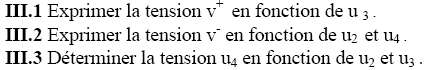 III.1 Exprimer la tension v⁺ en fonction de u ₃ .
III.2 Exprimer la tension v⁻ en fonction de u₂ et u₄ .
III.3 Déterminer la tension u₄ en fonction de u₂ et u₃ .